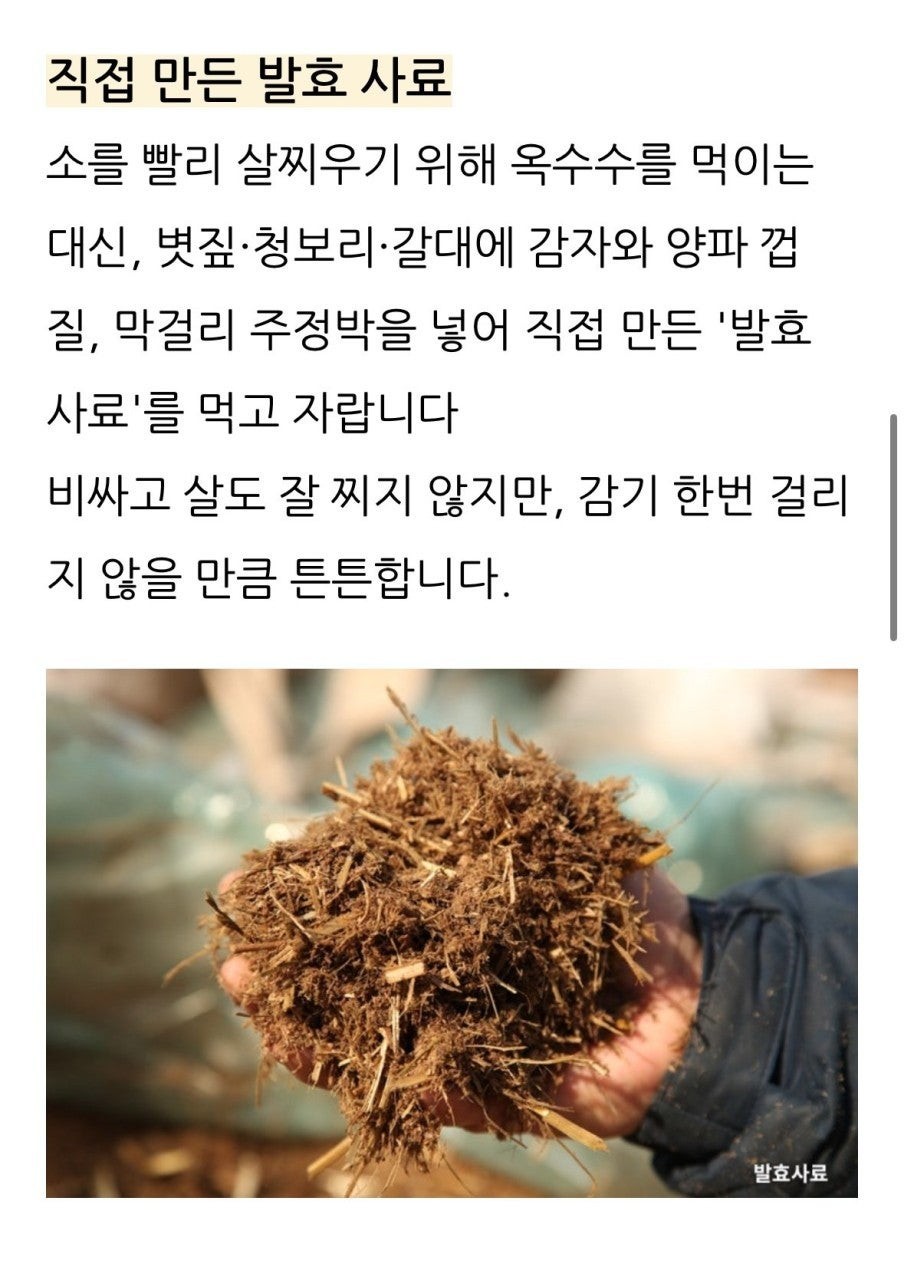 직접 만든 발효 사료
소를 빨리 살찌우기 위해 옥수수를 먹이는
대신, 볏짚·청보리·갈대에 감자와 양파 껍
질, 막걸리 주정박을 넣어 직접 만든 '발효
사료'를 먹고 자랍니다
비싸고 살도 잘 찌지 않지만, 감기 한번 걸리
지 않을 만큼 튼튼합니다.
발효사료